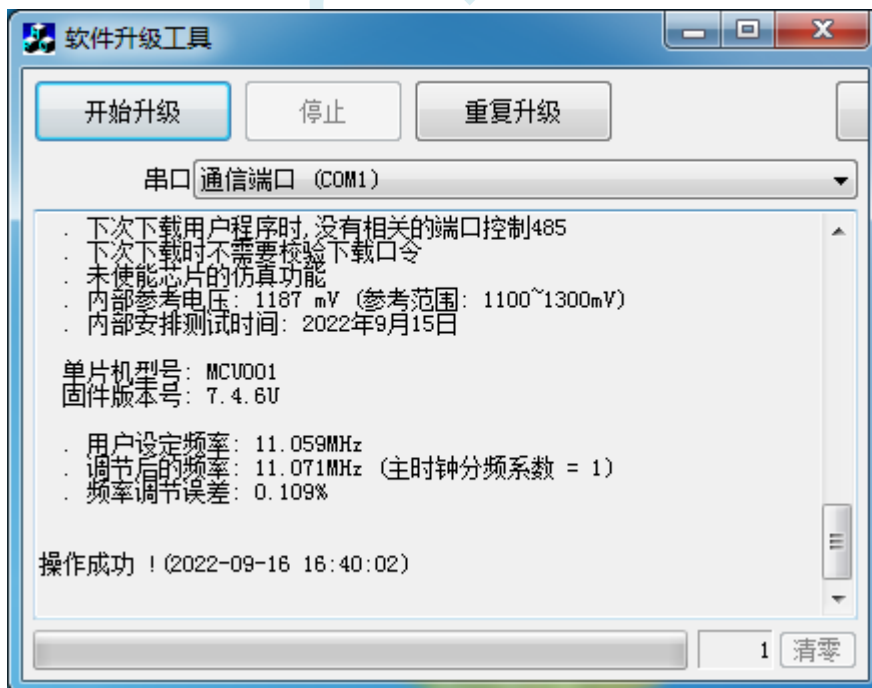 软件升级工具
开始升级 停止 重复升级
串口 通信端口 (COM1)
. 下次下载用户程序时,没有相关的端口控制485
. 下次下载时不需要校验下载口令
. 未使能芯片的仿真功能
. 内部参考电压: 1187 mV (参考范围: 1100~1300mV)
. 内部安排测试时间: 2022年9月15日
单片机型号: MCU001
固件版本号: 7.4.6U
. 用户设定频率: 11.059MHz
. 调节后的频率: 11.071MHz (主时钟分频系数 = 1)
. 频率调节误差: 0.109%
操作成功 !(2022-09-16 16:40:02)
1 清零